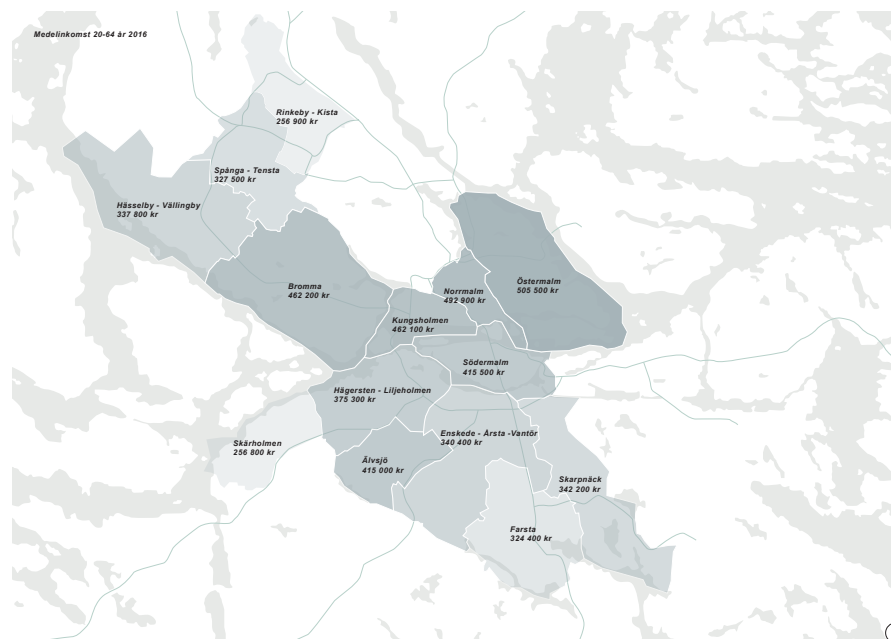 Medelinkomst 20-64 år 2016
Rinkeby - Kista
256 900 kr
Spånga - Tensta
327 500 kr
Hässelby - Vällingby
337 800 kr
Bromma
462 200 kr
Norrmalm
492 900 kr
Östermalm
505 500 kr
Kungsholmen
462 100 kr
Södermalm
415 500 kr
Hägersten - Liljeholmen
375 300 kr
Skärholmen
256 800 kr
Enskede - Årsta -Vantör
340 400 kr
Älvsjö
415 000 kr
Skarpnäck
342 200 kr
Farsta
324 400 kr